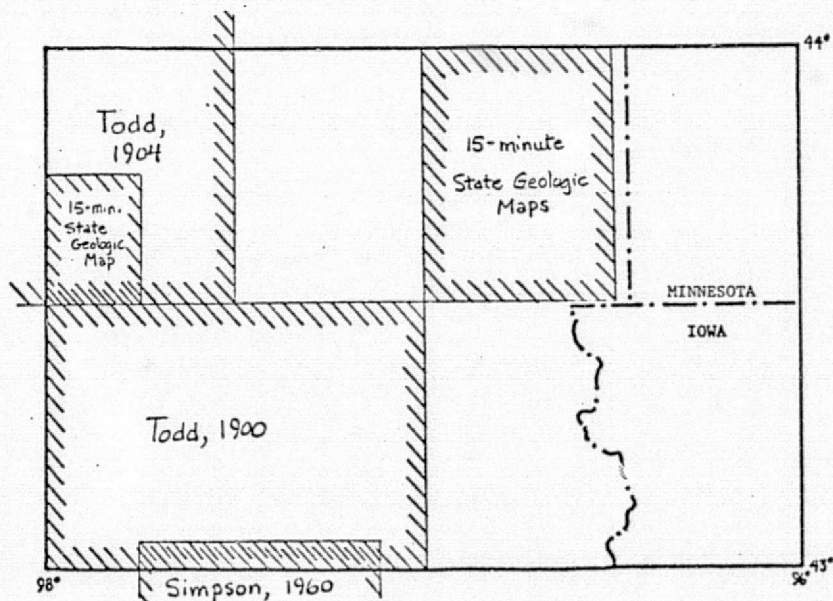 44°
Todd,
1904
15-minute
State Geologic
Maps
15-min.
State
Geologic
Map
MINNESOTA
IOWA
Todd, 1900
Simpson, 1960
98°
96°
43°